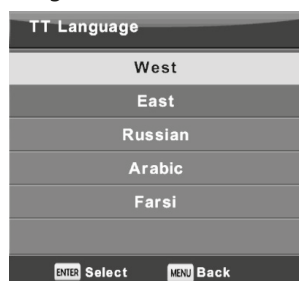 TT Language
West
East
Russian
Arabic
Farsi
ENTER Select MENU Back